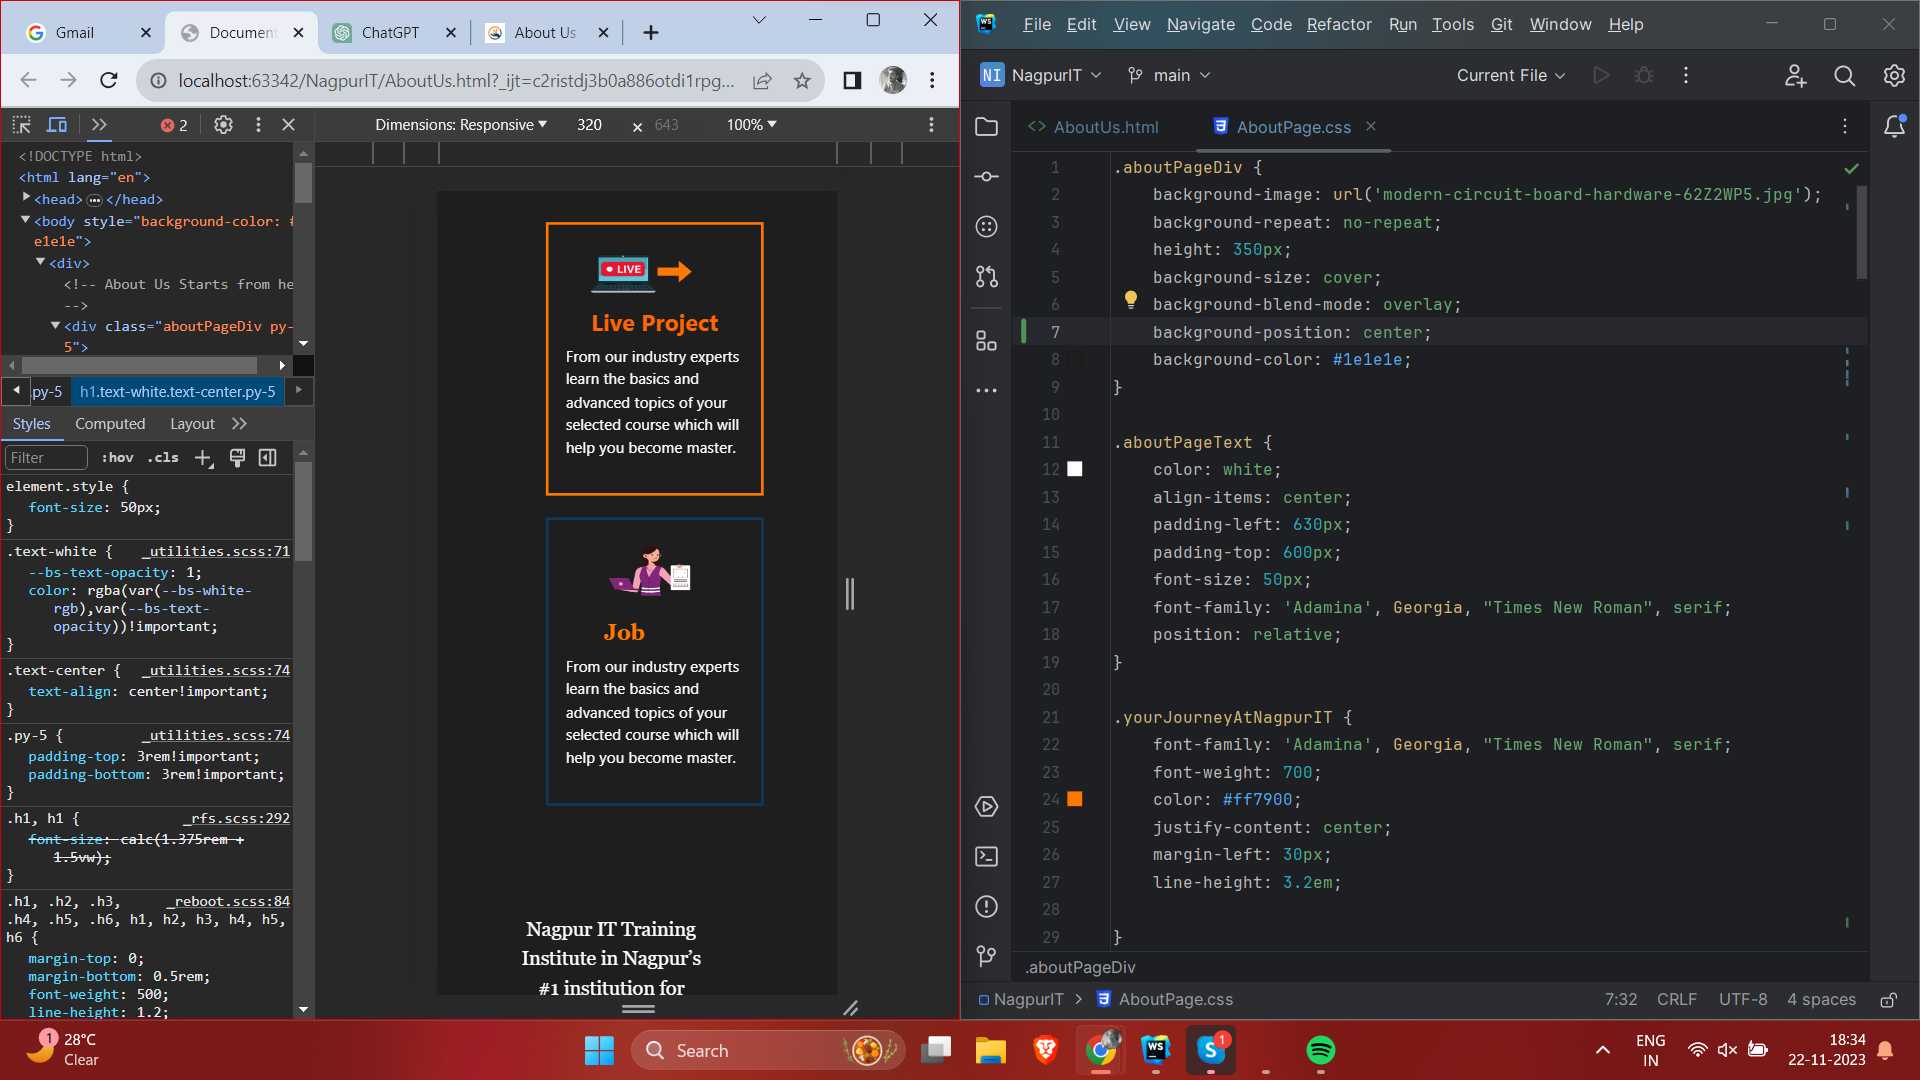 Gmail
Documen
ChatGPT
About Us
localhost:63342/NagpurIT/AboutUs.html?_ijt=c2ristdj3b0a886otdi1rpg...
2
Dimensions: Responsive
320
643
100%
<!DOCTYPE html>
<html lang="en">
<head> </head>
<body style="background-color: #
e1e1e">
<div>
<!-- About Us Starts from he
-->
<div class="aboutPageDiv py-
5">
.py-5
h1.text-white.text-center.py-5
Styles
Computed
Layout
Filter
:hov
.cls
element.style {
font-size: 50px;
}
.text-white {
_utilities.scss:71
--bs-text-opacity: 1;
color: rgba(var(--bs-white-
rgb),var(--bs-text-
opacity))!important;
}
.text-center {
_utilities.scss:74
text-align: center!important;
}
.py-5 {
_utilities.scss:74
padding-top: 3rem!important;
padding-bottom: 3rem!important;
}
.h1, h1 {
_rfs.scss:292
font-size: calc(1.375rem +
1.5vw);
}
.h1, .h2, .h3,
_reboot.scss:84
.h4, .h5, .h6, h1, h2, h3, h4, h5,
h6 {
margin-top: 0;
margin-bottom: 0.5rem;
font-weight: 500;
line-height: 1.2;
LIVE
Live Project
From our industry experts
learn the basics and
advanced topics of your
selected course which will
help you become master.
Job
From our industry experts
learn the basics and
advanced topics of your
selected course which will
help you become master.
Nagpur IT Training
Institute in Nagpur’s
#1 institution for
WS
File
Edit
View
Navigate
Code
Refactor
Run
Tools
Git
Window
Help
NI
NagpurIT
main
Current File
AboutUs.html
AboutPage.css
1 .aboutPageDiv {
2 background-image: url('modern-circuit-board-hardware-62Z2WP5.jpg');
3 background-repeat: no-repeat;
4 height: 350px;
5 background-size: cover;
6 background-blend-mode: overlay;
7 background-position: center;
8 background-color: #1e1e1e;
9 }
10
11 .aboutPageText {
12 color: white;
13 align-items: center;
14 padding-left: 630px;
15 padding-top: 600px;
16 font-size: 50px;
17 font-family: 'Adamina', Georgia, "Times New Roman", serif;
18 position: relative;
19 }
20
21 .yourJourneyAtNagpurIT {
22 font-family: 'Adamina', Georgia, "Times New Roman", serif;
23 font-weight: 700;
24 color: #ff7900;
25 justify-content: center;
26 margin-left: 30px;
27 line-height: 3.2em;
28
29 }
.aboutPageDiv
NagpurIT > AboutPage.css
7:32
CRLF
UTF-8
4 spaces
1
28°C
Clear
Search
WS
S
1
ENG
IN
18:34
22-11-2023